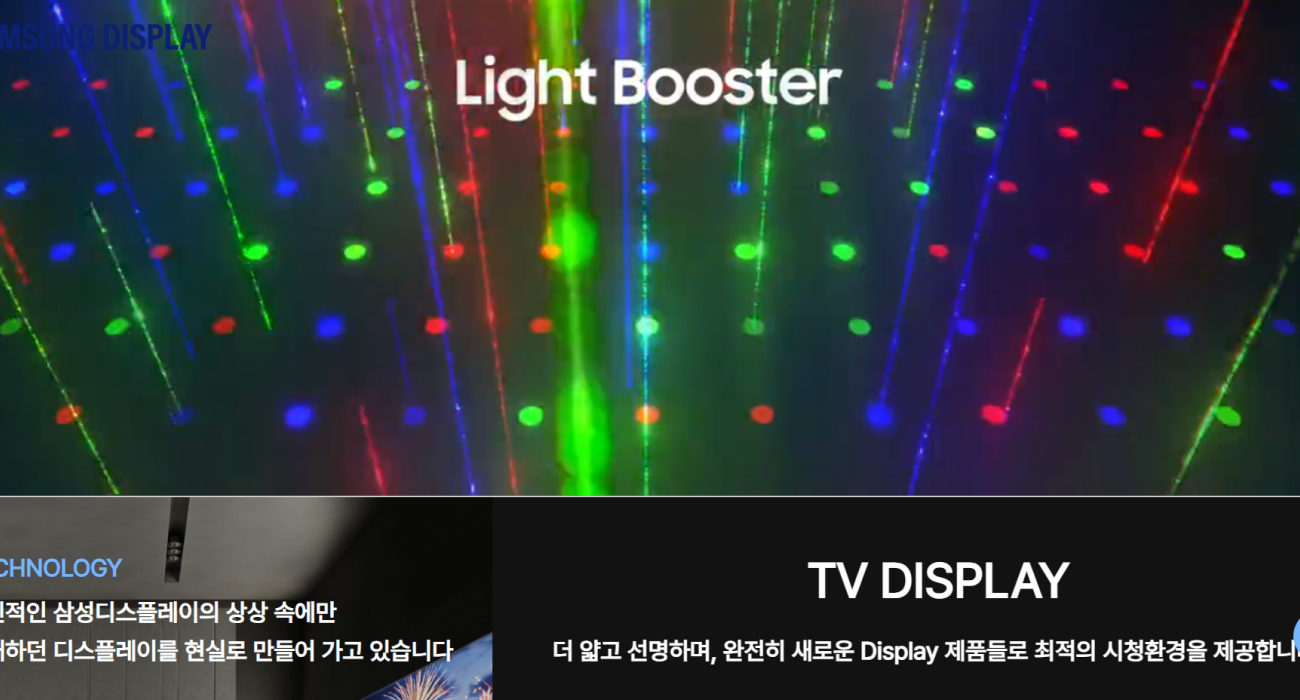 MSUNG DISPLAY
Light Booster
CHNOLOGY
적인 삼성디스플레이의 상상 속에만
하던 디스플레이를 현실로 만들어 가고 있습니다
TV DISPLAY
더 얇고 선명하며, 완전히 새로운 Display 제품들로 최적의 시청환경을 제공합니